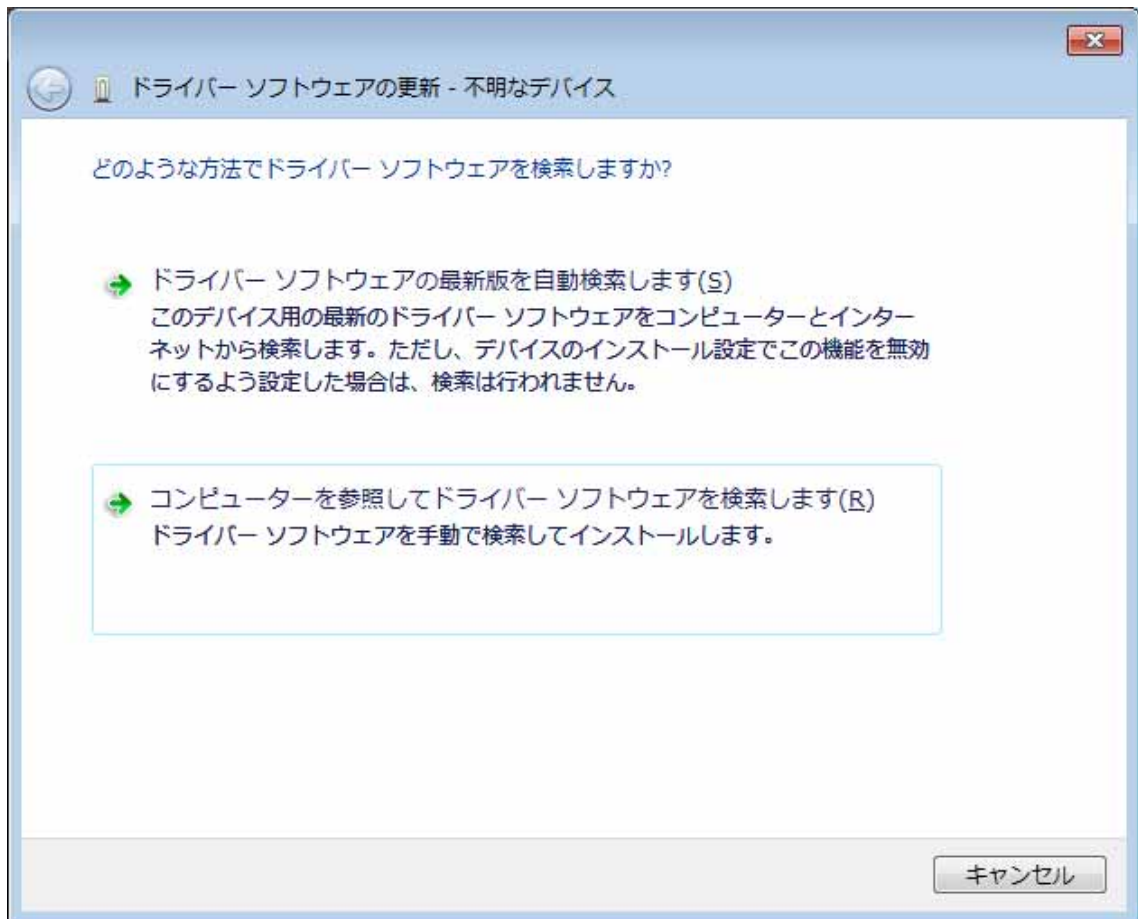 ドライバー ソフトウェアの更新 - 不明なデバイス
どのような方法でドライバー ソフトウェアを検索しますか?
ドライバー ソフトウェアの最新版を自動検索します(S)
このデバイス用の最新のドライバー ソフトウェアをコンピューターとインター
ネットから検索します。ただし、デバイスのインストール設定でこの機能を無効
にするよう設定した場合は、検索は行われません。
コンピューターを参照してドライバー ソフトウェアを検索します(R)
ドライバー ソフトウェアを手動で検索してインストールします。
キャンセル